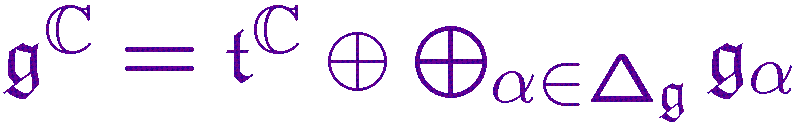 𝔤^ℂ = 𝔱^ℂ ⊕ ⨁_{α∈Δ_𝔤} 𝔤_α